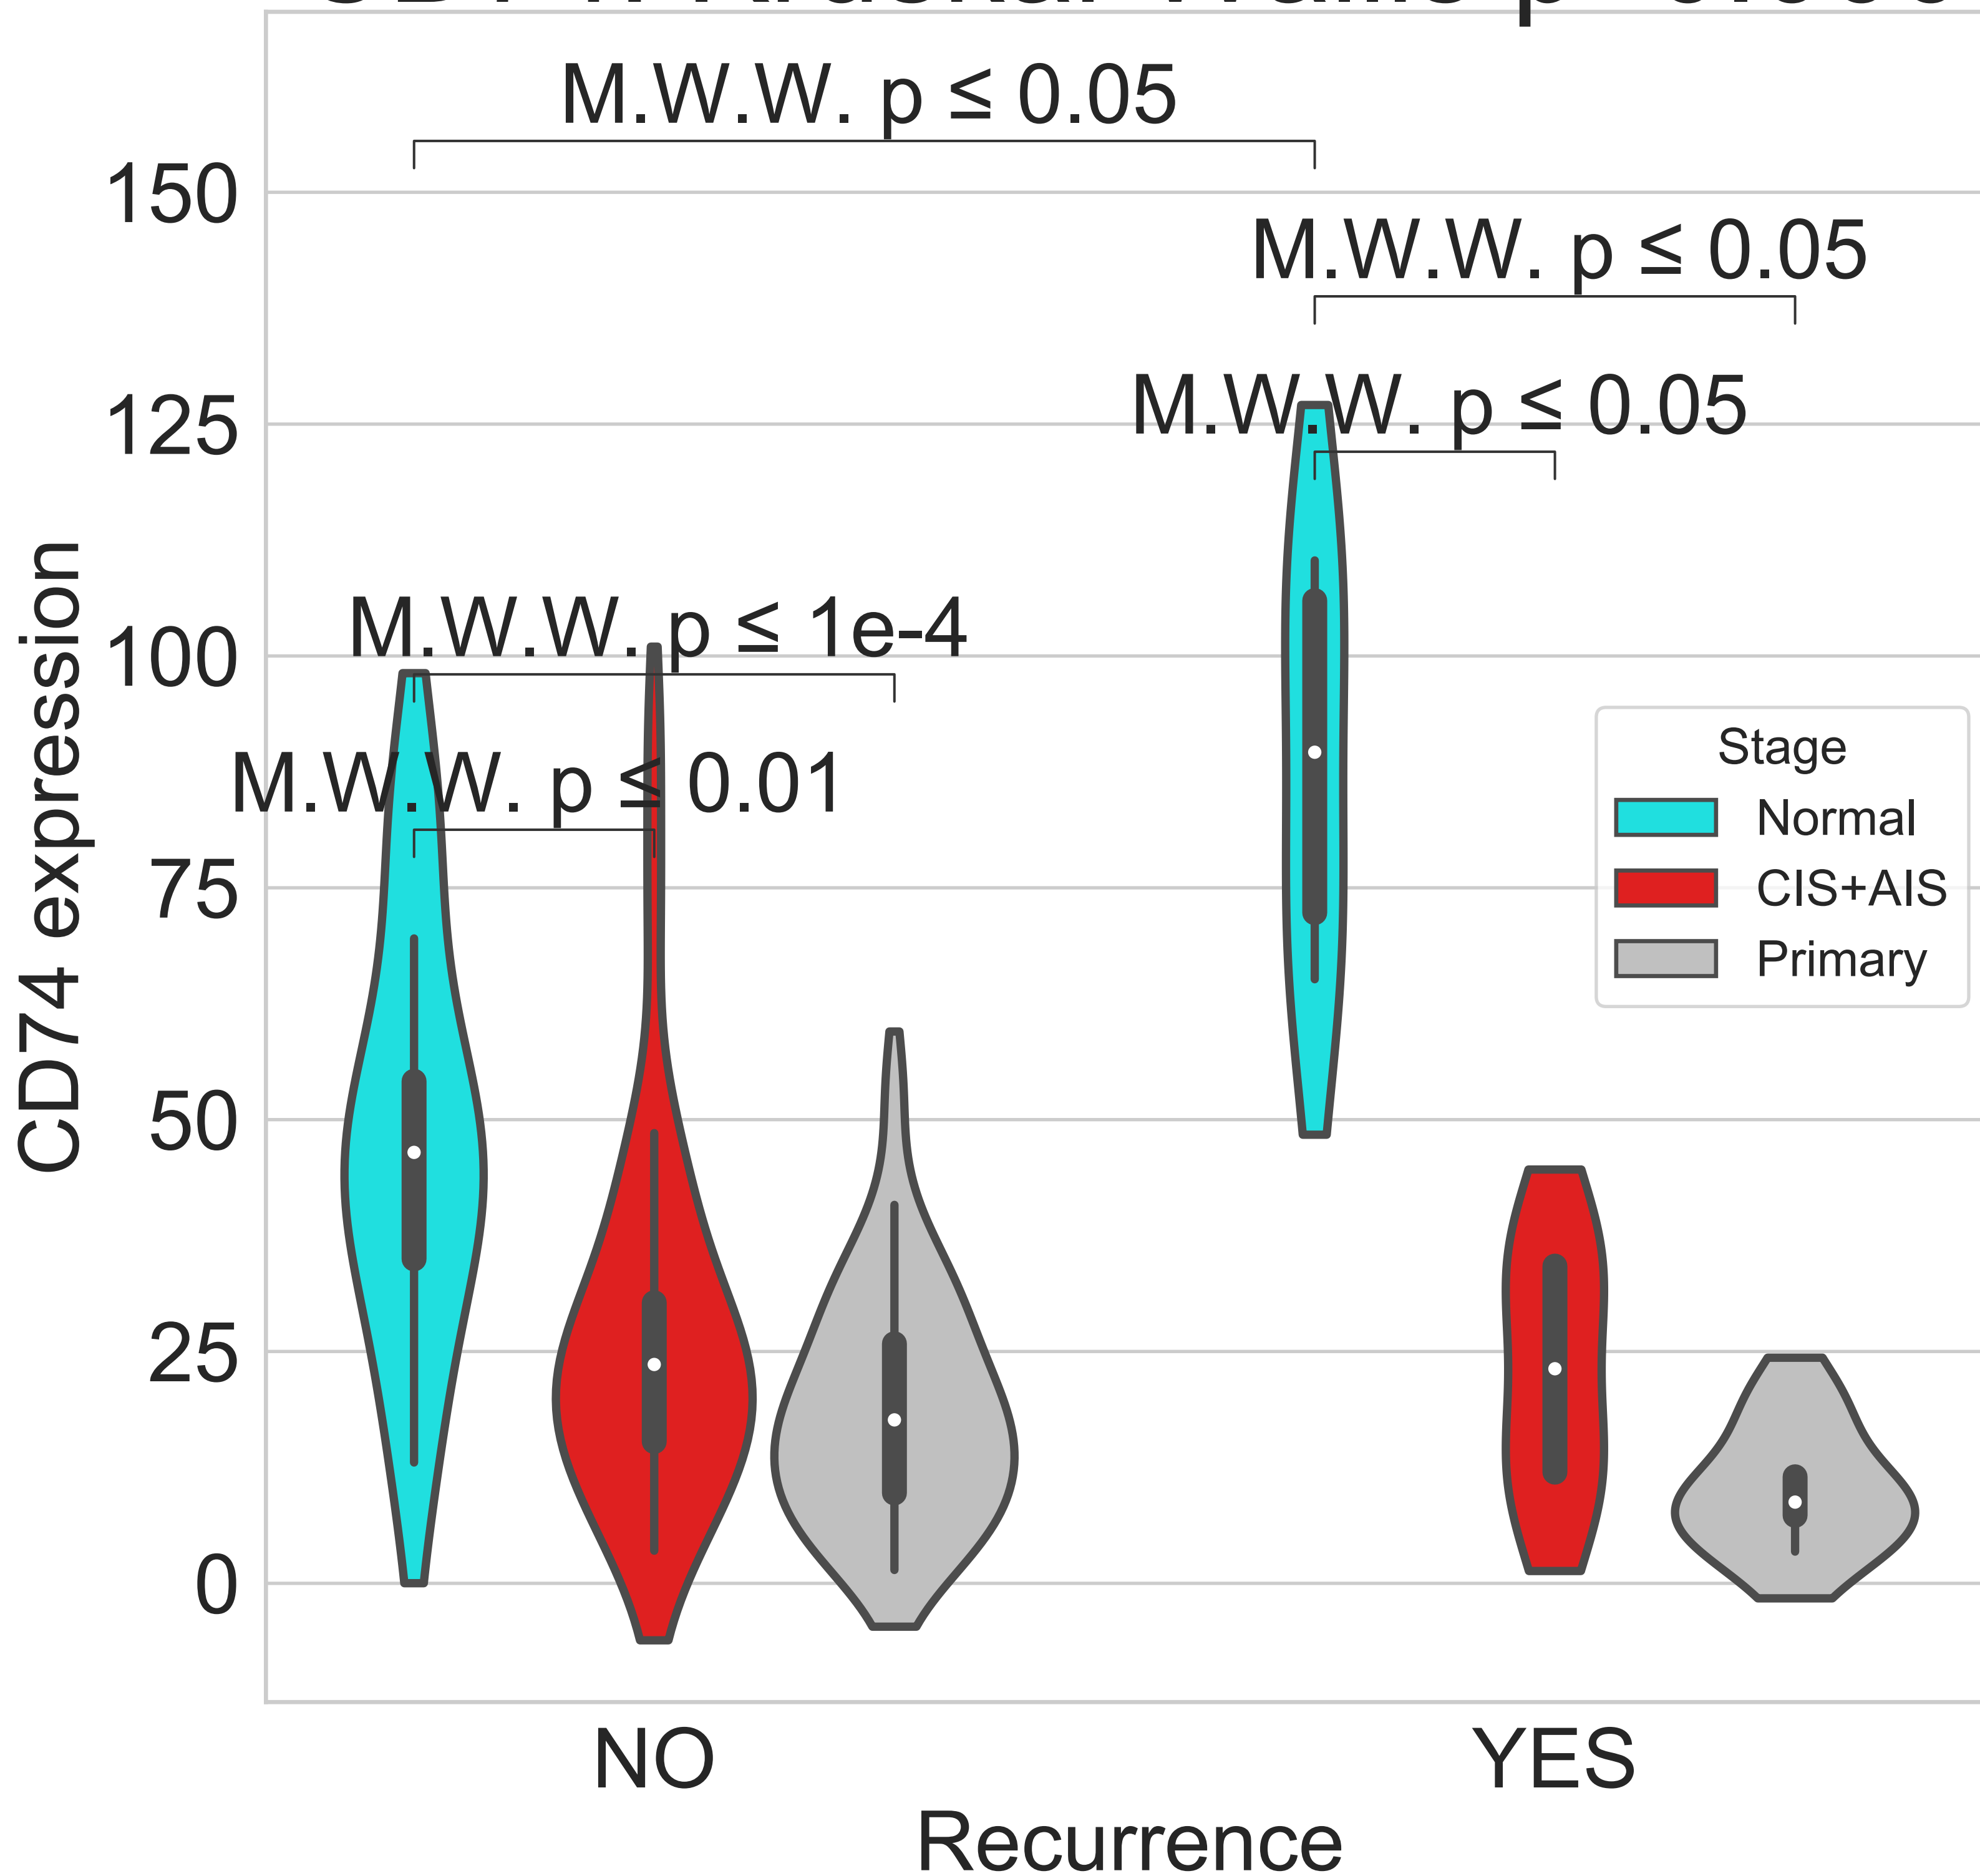 M.W.W. p ≤ 0.05
150
M.W.W. p ≤ 0.05
M.W.W. p ≤ 0.05
125
M.W.W. p ≤ 1e-4
100
M.W.W. p ≤ 0.01
75
50
25
0
CD74 expression
Stage
Normal
CIS+AIS
Primary
NO
YES
Recurrence